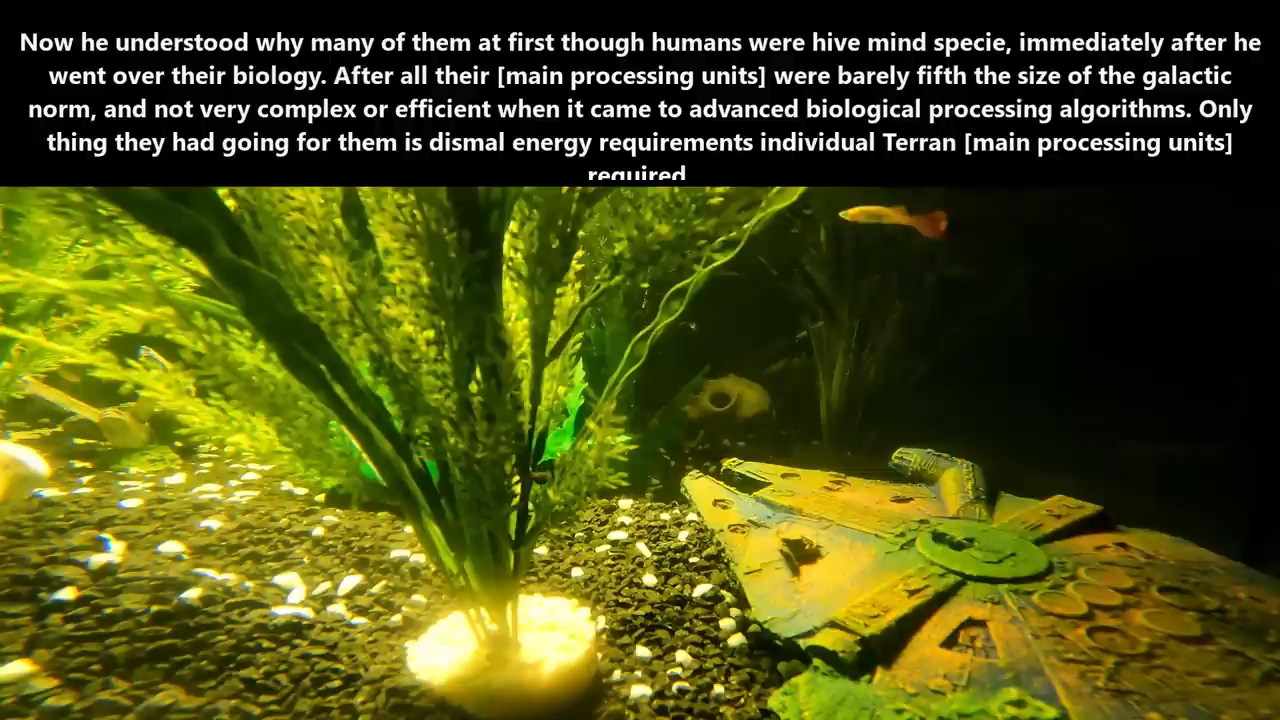 Now he understood why many of them at first though humans were hive mind specie, immediately after he
went over their biology. After all their [main processing units] were barely fifth the size of the galactic
norm, and not very complex or efficient when it came to advanced biological processing algorithms. Only
thing they had going for them is dismal energy requirements individual Terran [main processing units]
required